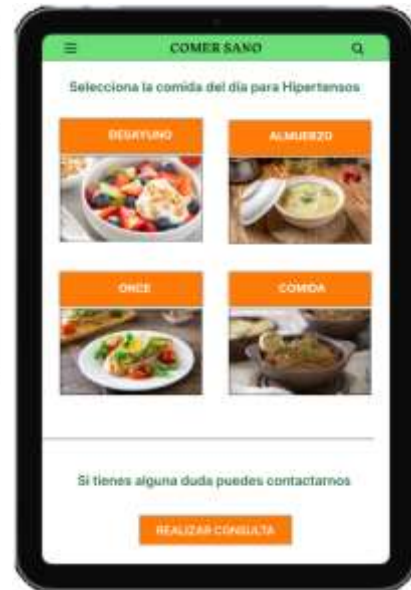 COMER SANO
Selecciona la comida del día para Hipertensos
DESAYUNO
ALMUERZO
ONCE
COMIDA
Si tienes alguna duda puedes contactarnos
REALIZAR CONSULTA